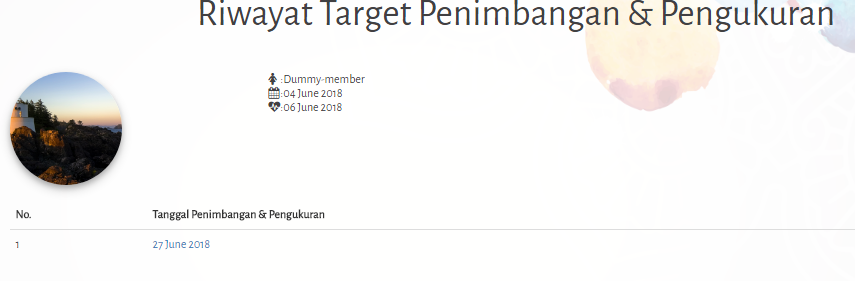 Riwayat Target Penimbangan & Pengukuran
:Dummy-member
:04 June 2018
:06 June 2018
No. Tanggal Penimbangan & Pengukuran
1 27 June 2018